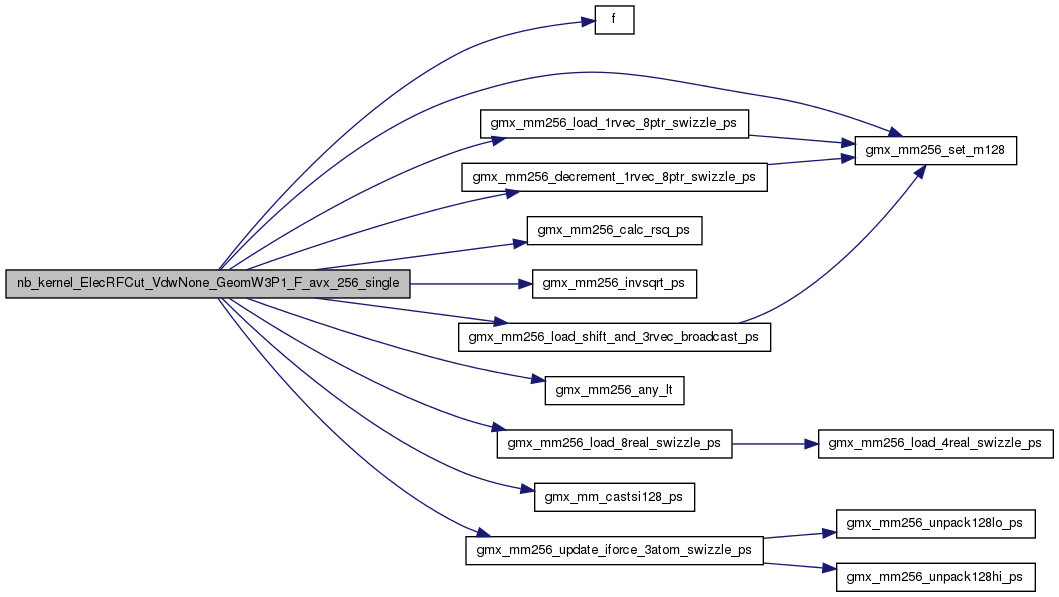 f
gmx_mm256_load_1rvec_8ptr_swizzle_ps
gmx_mm256_set_m128
gmx_mm256_decrement_1rvec_8ptr_swizzle_ps
gmx_mm256_calc_rsq_ps
nb_kernel_ElecRFCut_VdwNone_GeomW3P1_F_avx_256_single
gmx_mm256_invsqrt_ps
gmx_mm256_load_shift_and_3rvec_broadcast_ps
gmx_mm256_any_lt
gmx_mm256_load_8real_swizzle_ps
gmx_mm256_load_4real_swizzle_ps
gmx_mm_castsi128_ps
gmx_mm256_unpack128lo_ps
gmx_mm256_update_iforce_3atom_swizzle_ps
gmx_mm256_unpack128hi_ps